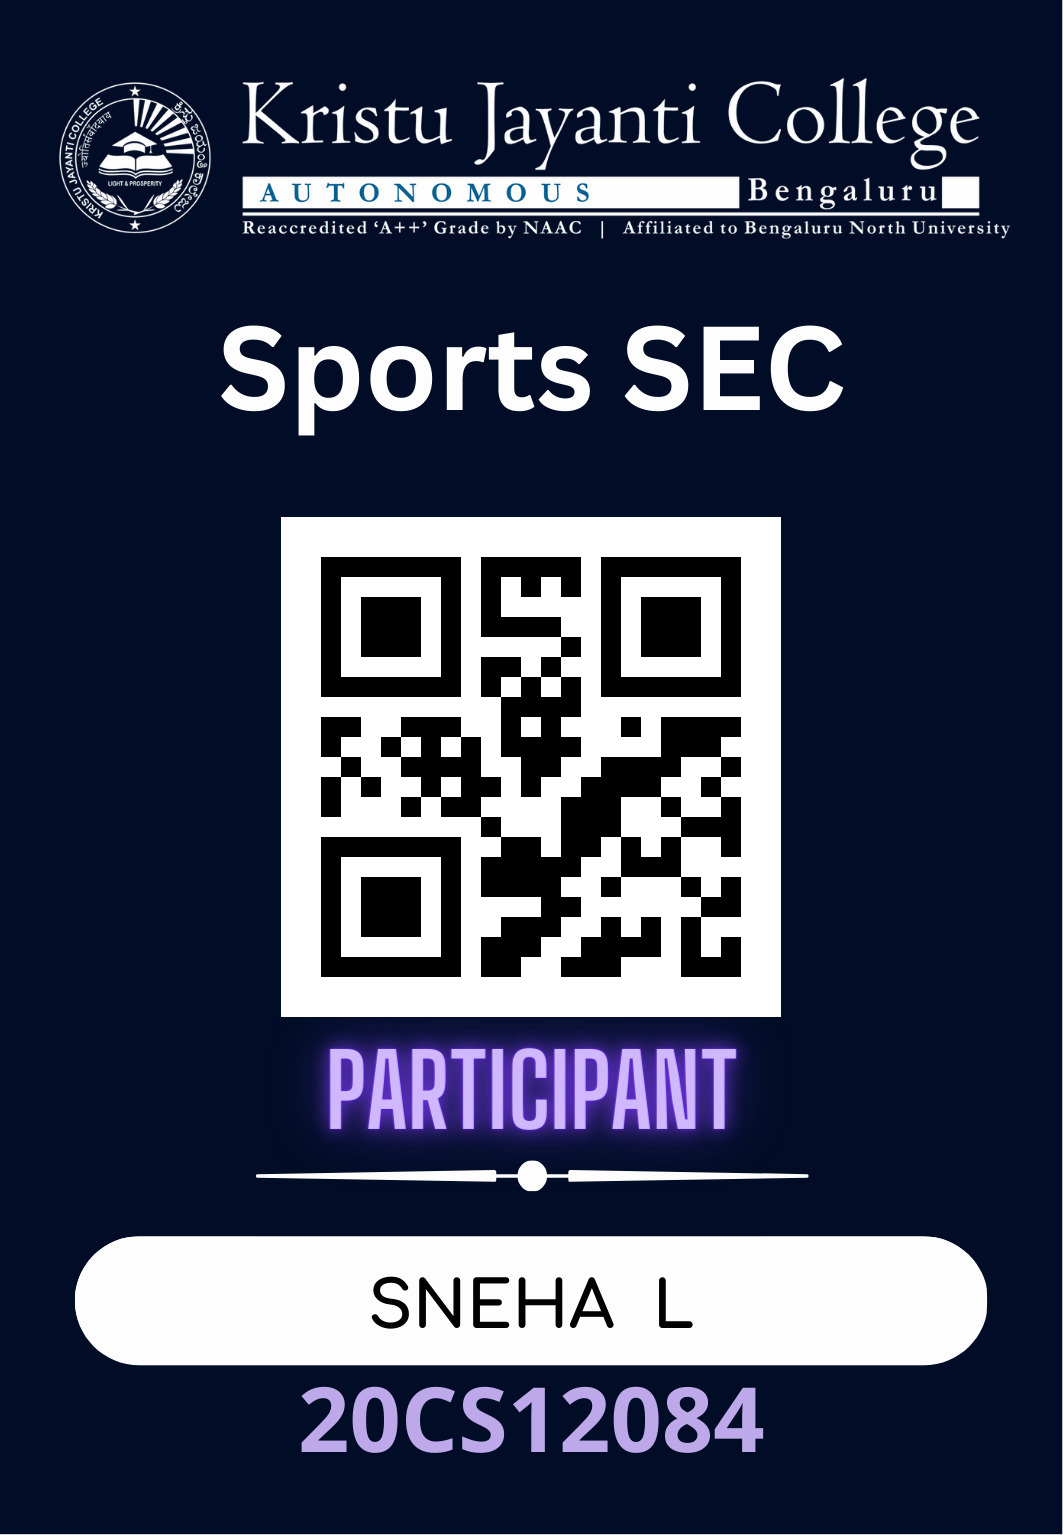 Kristu Jayanti College
AUTONOMOUS Bengaluru
Reaccredited ‘A++’ Grade by NAAC | Affiliated to Bengaluru North University
KRISTU JAYANTI COLLEGE
LIGHT & PROSPERITY
Sports SEC
PARTICIPANT
SNEHA L
20CS12084